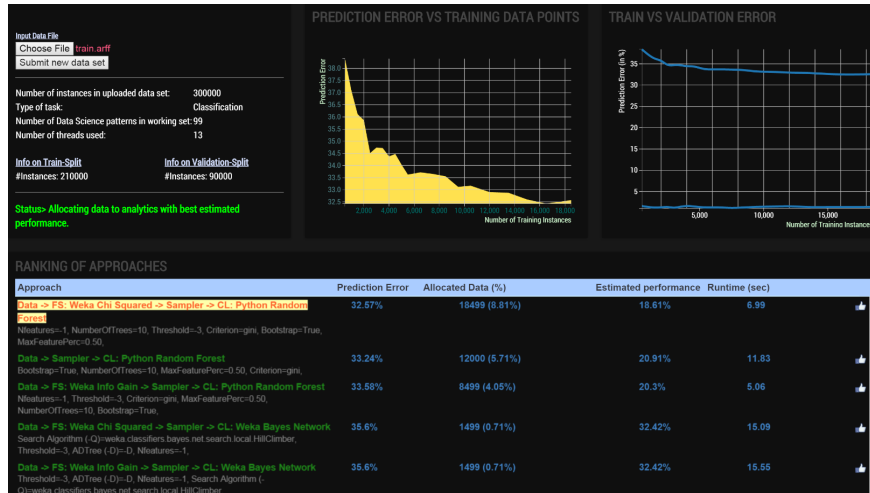 PREDICTION ERROR VS TRAINING DATA POINTS
TRAIN VS VALIDATION ERROR
Input Data File
Choose File train.arff
Submit new data set
Number of instances in uploaded data set: 300000
Type of task: Classification
Number of Data Science patterns in working set: 99
Number of threads used: 13
Info on Train-Split Info on Validation-Split
#Instances: 210000 #Instances: 90000
Status> Allocating data to analytics with best estimated
performance.
Prediction Error
38.0
37.5
37.0
36.5
36.0
35.5
35.0
34.5
34.0
33.5
33.0
32.5
2,000 4,000 6,000 8,000 10,000 12,000 14,000 16,000 18,000
Number of Training Instances
Prediction Error (in %)
35
30
25
20
15
10
5
5,000 10,000 15,000
Number of Training Instances
RANKING OF APPROACHES
Approach Prediction Error Allocated Data (%) Estimated performance Runtime (sec)
Data -> FS: Weka Chi Squared -> Sampler -> CL: Python Random 32.57% 18499 (8.81%) 18.61% 6.99
Forest
Nfeatures=-1, NumberOfTrees=10, Threshold=-3, Criterion=gini, Bootstrap=True,
MaxFeaturePerc=0.50,
Data -> Sampler -> CL: Python Random Forest 33.24% 12000 (5.71%) 20.91% 11.83
Bootstrap=True, NumberOfTrees=10, MaxFeaturePerc=0.50, Criterion=gini,
Data -> FS: Weka Info Gain -> Sampler -> CL: Python Random Forest 33.58% 8499 (4.05%) 20.3% 5.06
Nfeatures=-1, Threshold=-3, Criterion=gini, MaxFeaturePerc=0.50,
NumberOfTrees=10, Bootstrap=True,
Data -> FS: Weka Chi Squared -> Sampler -> CL: Weka Bayes Network 35.6% 1499 (0.71%) 32.42% 15.09
Search Algorithm (-Q)=weka.classifiers.bayes.net.search.local.HillClimber,
Threshold=-3, ADTree (-D)=-D, Nfeatures=-1,
Data -> FS: Weka Info Gain -> Sampler -> CL: Weka Bayes Network 35.6% 1499 (0.71%) 32.42% 15.55
Threshold=-3, ADTree (-D)=-D, Nfeatures=-1, Search Algorithm (-
Q)=weka.classifiers.bayes.net.search.local.HillClimber,